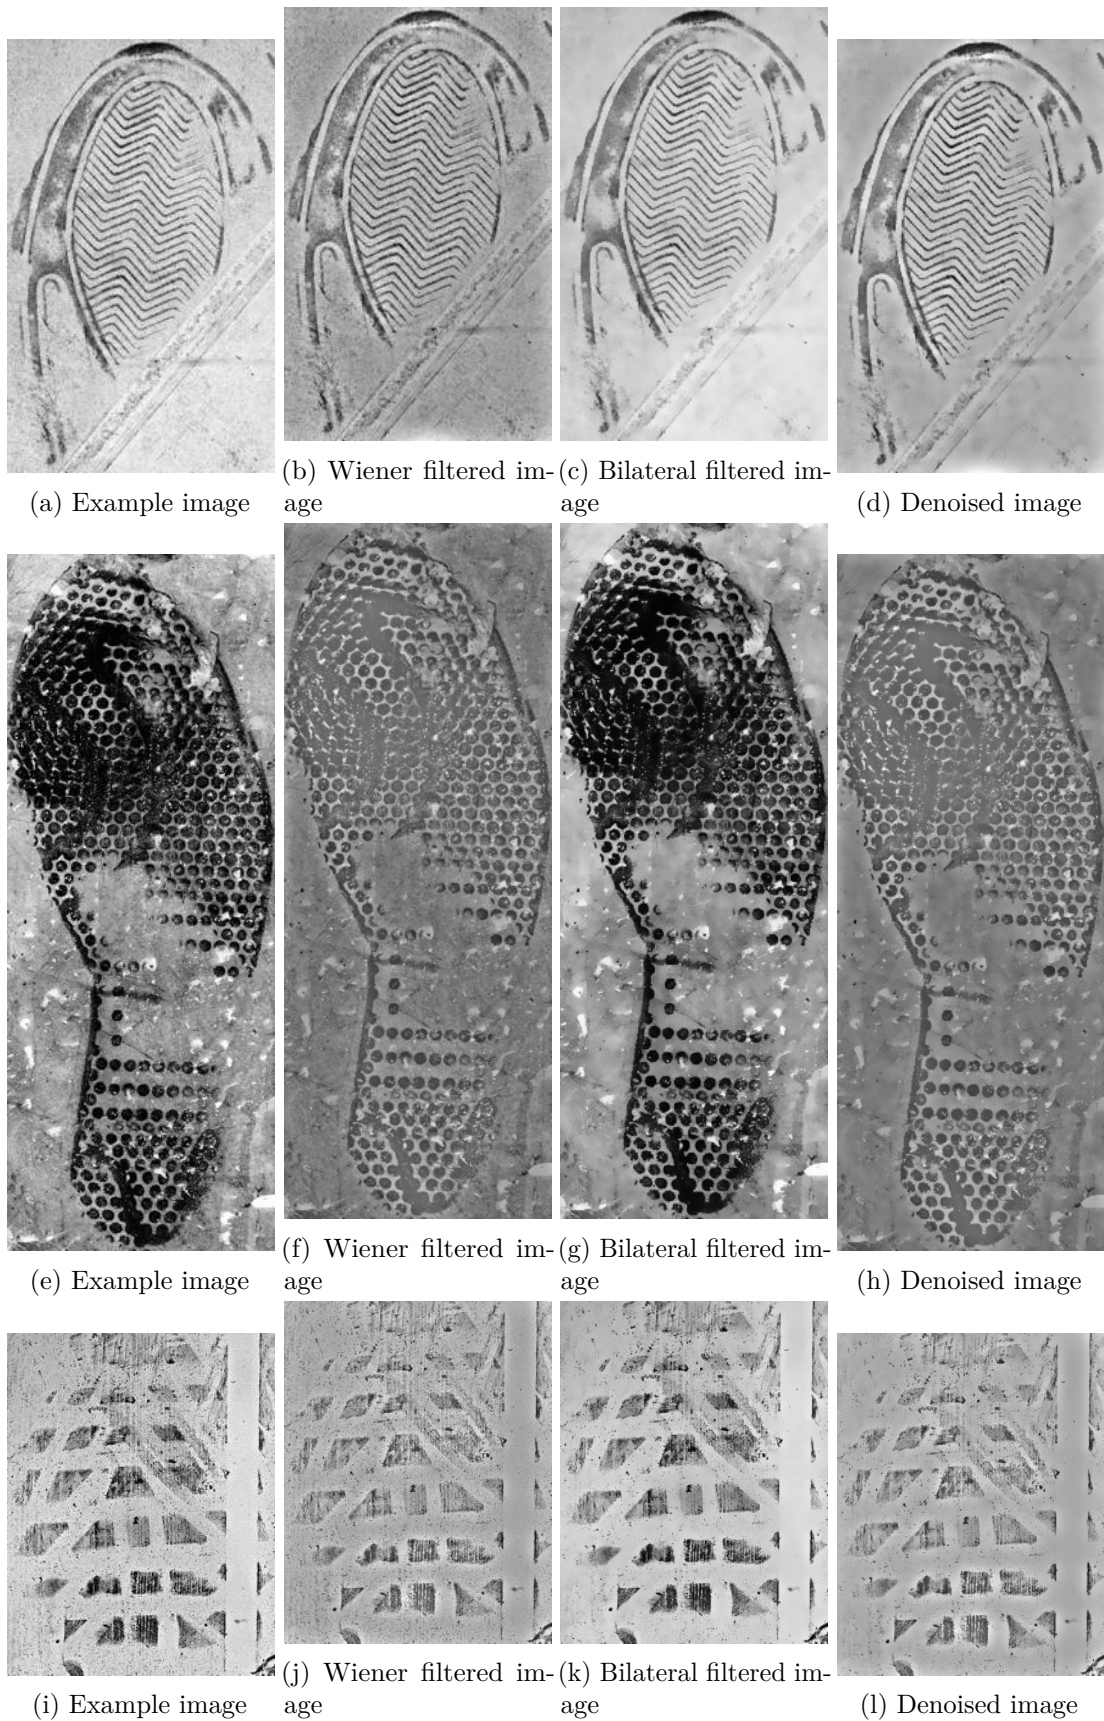 (a) Example image
(b) Wiener filtered im-
age
(c) Bilateral filtered im-
age
(d) Denoised image
(e) Example image
(f) Wiener filtered im-
age
(g) Bilateral filtered im-
age
(h) Denoised image
(i) Example image
(j) Wiener filtered im-
age
(k) Bilateral filtered im-
age
(l) Denoised image